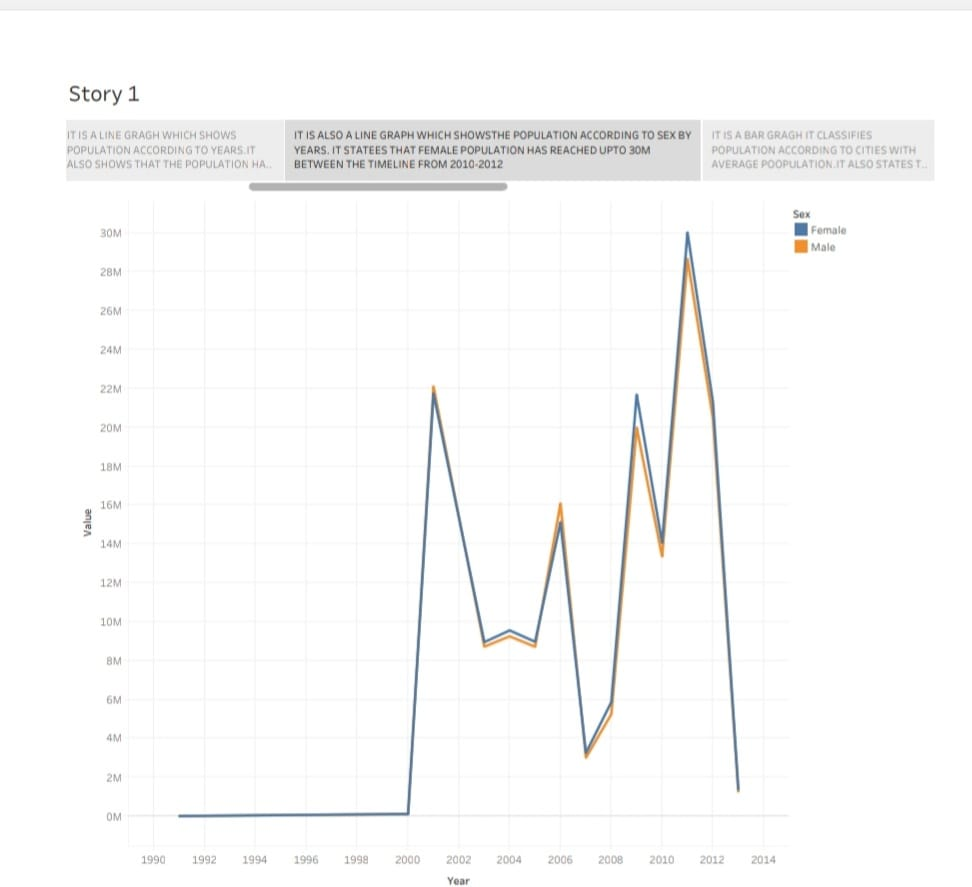 Story 1
IT IS A LINE GRAGH WHICH SHOWS
POPULATION ACCORDING TO YEARS.IT
ALSO SHOWS THAT THE POPULATION HA..
IT IS ALSO A LINE GRAPH WHICH SHOWSTHE POPULATION ACCORDING TO SEX BY
YEARS. IT STATEES THAT FEMALE POPULATION HAS REACHED UPTO 30M
BETWEEN THE TIMELINE FROM 2010-2012
IT IS A BAR GRAGH IT CLASSIFIES
POPULATION ACCORDING TO CITIES WITH
AVERAGE POOPULATION.IT ALSO STATES T..
Sex
Female
Male
30M
28M
26M
24M
22M
20M
18M
16M
14M
12M
10M
8M
6M
4M
2M
0M
Value
1990 1992 1994 1996 1998 2000 2002 2004 2006 2008 2010 2012 2014
Year